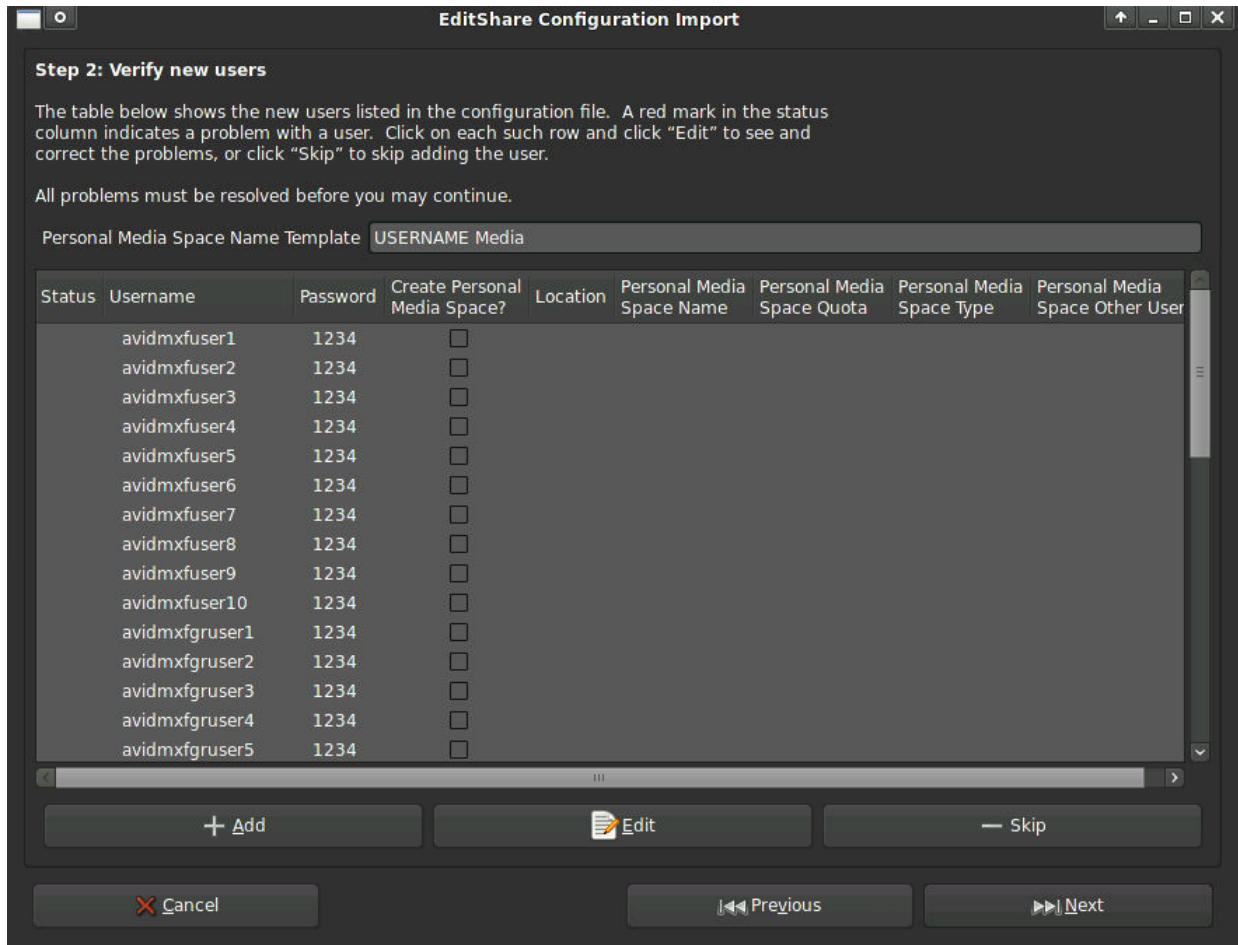 EditShare Configuration Import
Step 2: Verify new users
The table below shows the new users listed in the configuration file. A red mark in the status
column indicates a problem with a user. Click on each such row and click “Edit” to see and
correct the problems, or click “Skip” to skip adding the user.
All problems must be resolved before you may continue.
Personal Media Space Name Template USERNAME Media
Status Username Password Create Personal Media Space? Location Personal Media Space Name Personal Media Space Quota Personal Media Space Type Personal Media Space Other User
avidmxfuser1 1234
avidmxfuser2 1234
avidmxfuser3 1234
avidmxfuser4 1234
avidmxfuser5 1234
avidmxfuser6 1234
avidmxfuser7 1234
avidmxfuser8 1234
avidmxfuser9 1234
avidmxfuser10 1234
avidmxfgruser1 1234
avidmxfgruser2 1234
avidmxfgruser3 1234
avidmxfgruser4 1234
avidmxfgruser5 1234
Add Edit Skip
Cancel Previous Next